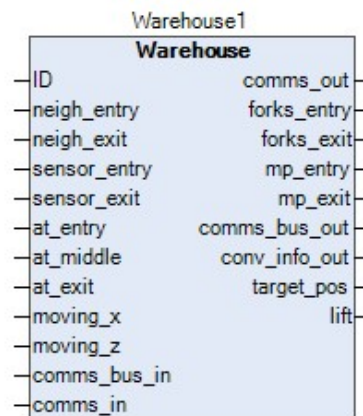 Warehouse1
Warehouse
ID comms_out
neigh_entry forks_entry
neigh_exit forks_exit
sensor_entry mp_entry
sensor_exit mp_exit
at_entry comms_bus_out
at_middle conv_info_out
at_exit target_pos
moving_x lift
moving_z
comms_bus_in
comms_in